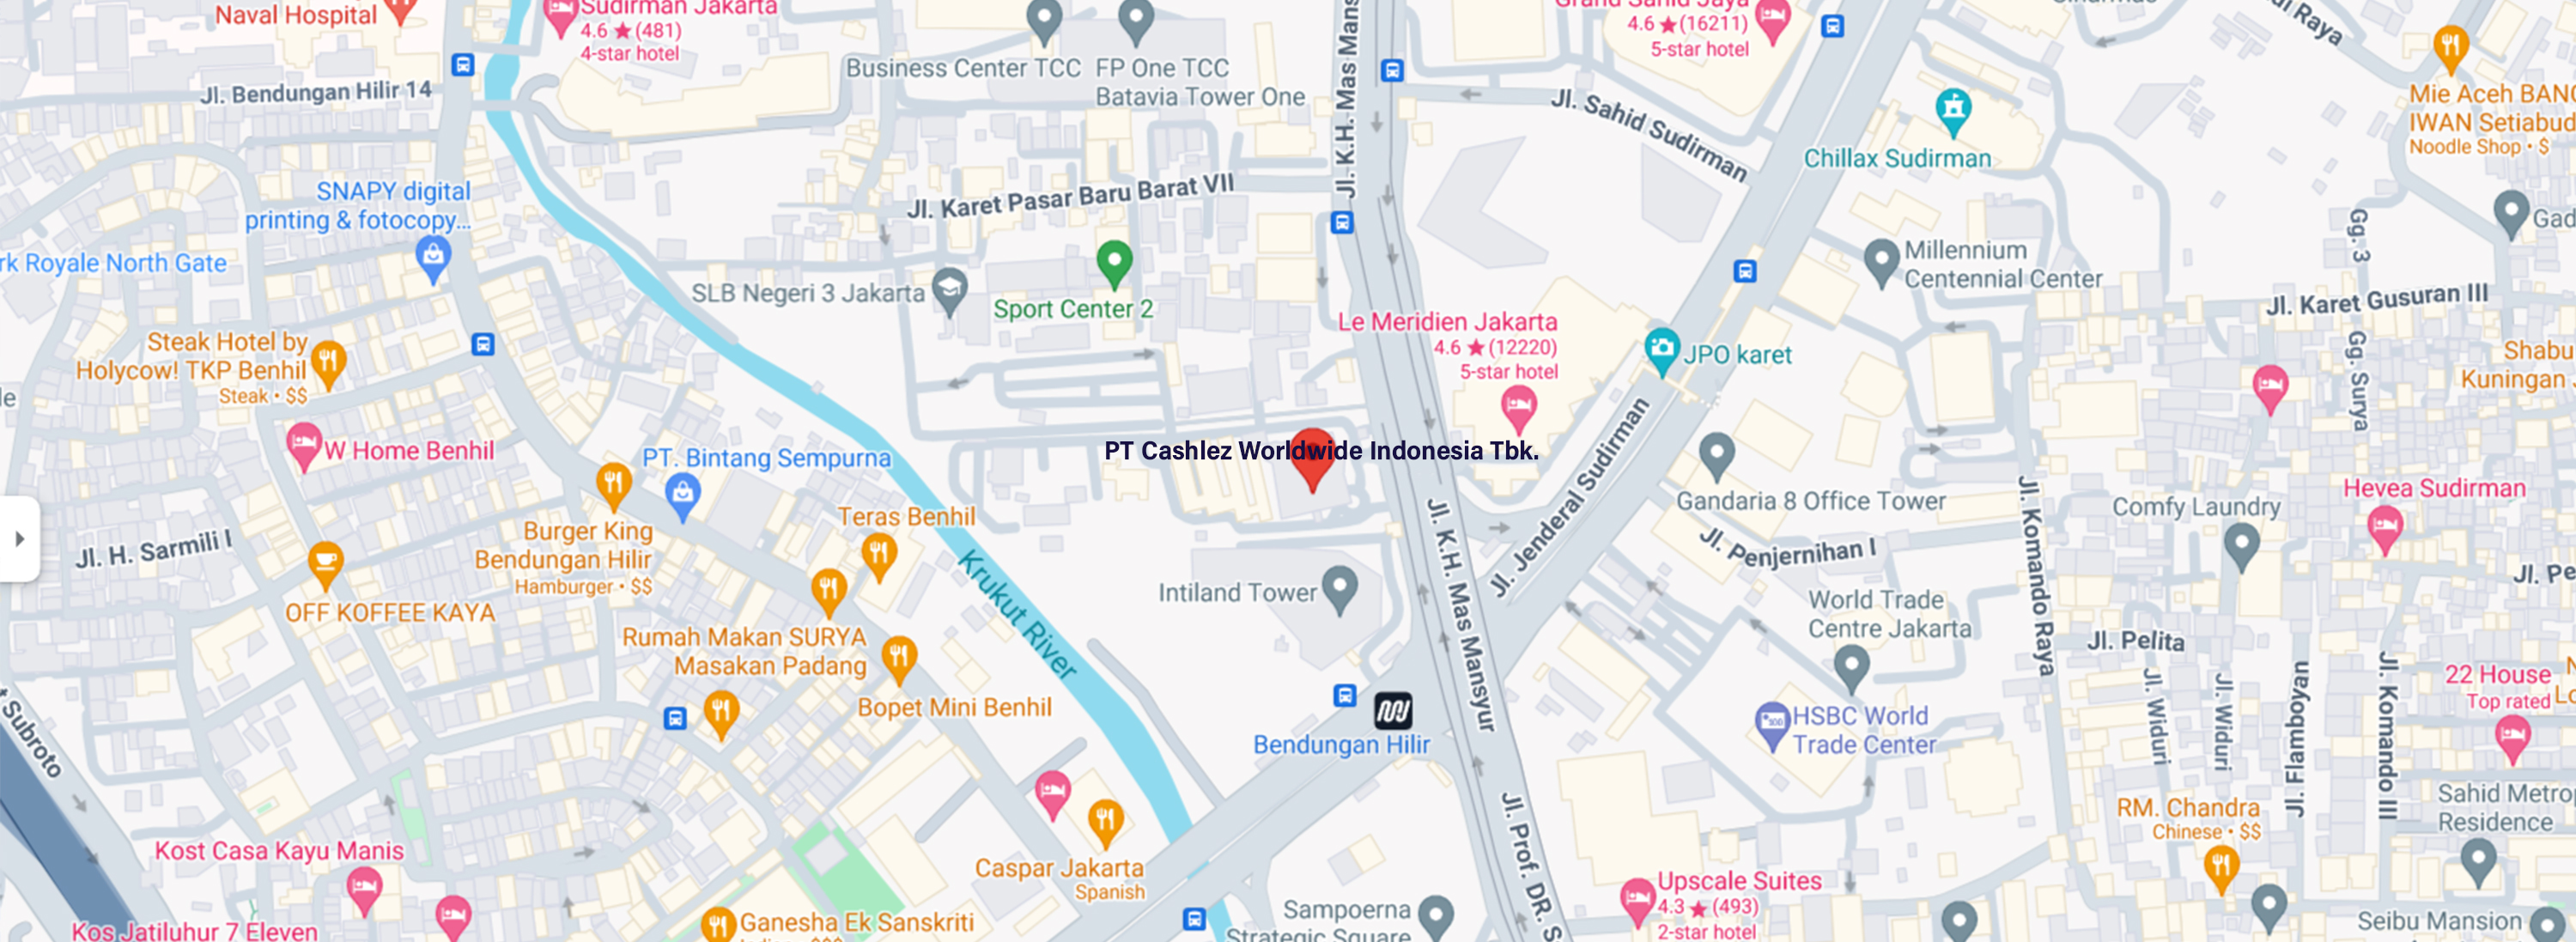 Naval Hospital
Sudirman Jakarta
4.6 ★ (481)
4-star hotel
Jl. Bendungan Hilir 14
SNAPY digital
printing & fotocopy...
rk Royale North Gate
Steak Hotel by
Holycow! TKP Benhil
Steak • $$
W Home Benhil
Jl. H. Sarmili I
OFF KOFFEE KAYA
Burger King
Bendungan Hilir
Hamburger • $$
PT. Bintang Sempurna
Teras Benhil
Rumah Makan SURYA
Masakan Padang
Bopet Mini Benhil
Krukut River
t Subroto
Kost Casa Kayu Manis
Kos Jatiluhur 7 Eleven
Ganesha Ek Sanskriti
Caspar Jakarta
Spanish
Business Center TCC
FP One TCC
Batavia Tower One
Jl. Karet Pasar Baru Barat VII
SLB Negeri 3 Jakarta
Sport Center 2
PT Cashlez Worldwide Indonesia Tbk.
Intiland Tower
Bendungan Hilir
Sampoerna
Strategic Square
Jl. K.H. Mas Mans
Jl. K.H. Mas Mansyur
Jl. Prof. DR. S
Grand Sahid Jaya
4.6 ★ (16211)
5-star hotel
Jl. Sahid Sudirman
Le Meridien Jakarta
4.6 ★ (12220)
5-star hotel
JPO karet
Jl. Jenderal Sudirman
Chillax Sudirman
Millennium
Centennial Center
Gandaria 8 Office Tower
Jl. Penjernihan I
World Trade
Centre Jakarta
HSBC World
Trade Center
Upscale Suites
4.3 ★ (493)
2-star hotel
Jl. Komando Raya
di Raya
Mie Aceh BANG
IWAN Setiabud
Noodle Shop • $
Gad
Gg. 3
Jl. Karet Gusuran III
Gg. Surya
Shabu
Kuningan
Hevea Sudirman
Comfy Laundry
Jl. Pe
Jl. Pelita
Jl. Widuri
Jl. Widuri
Jl. Flamboyan
Jl. Komando III
22 House
Top rated
RM. Chandra
Chinese • $$
Sahid Metro
Residence
Seibu Mansion